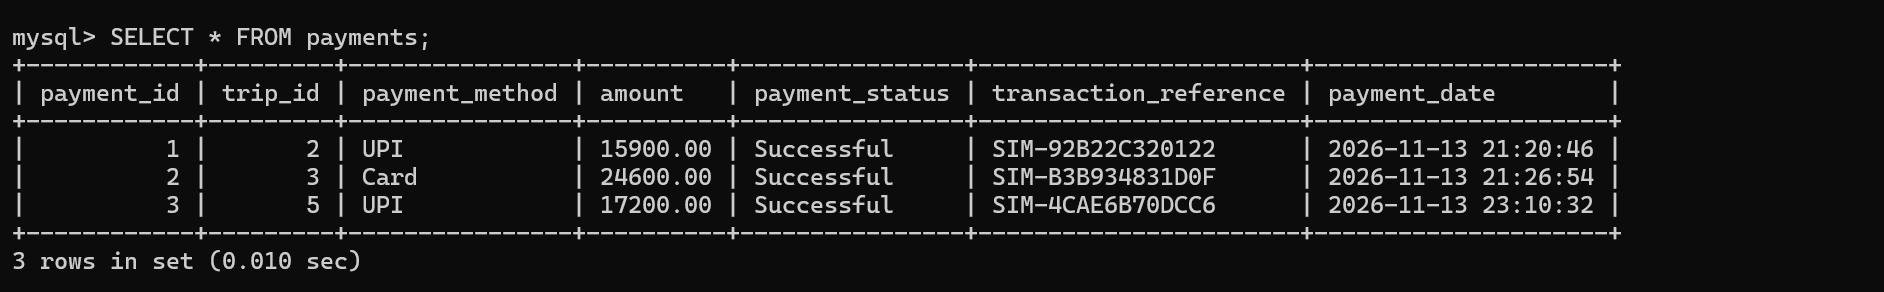 mysql> SELECT * FROM payments;
+------------+---------+----------------+----------+----------------+-----------------------+---------------------+
| payment_id | trip_id | payment_method | amount   | payment_status | transaction_reference | payment_date        |
+------------+---------+----------------+----------+----------------+-----------------------+---------------------+
|          1 |       2 | UPI            | 15900.00 | Successful     | SIM-92B22C320122      | 2026-11-13 21:20:46 |
|          2 |       3 | Card           | 24600.00 | Successful     | SIM-B3B934831D0F      | 2026-11-13 21:26:54 |
|          3 |       5 | UPI            | 17200.00 | Successful     | SIM-4CAE6B70DCC6      | 2026-11-13 23:10:32 |
+------------+---------+----------------+----------+----------------+-----------------------+---------------------+
3 rows in set (0.010 sec)